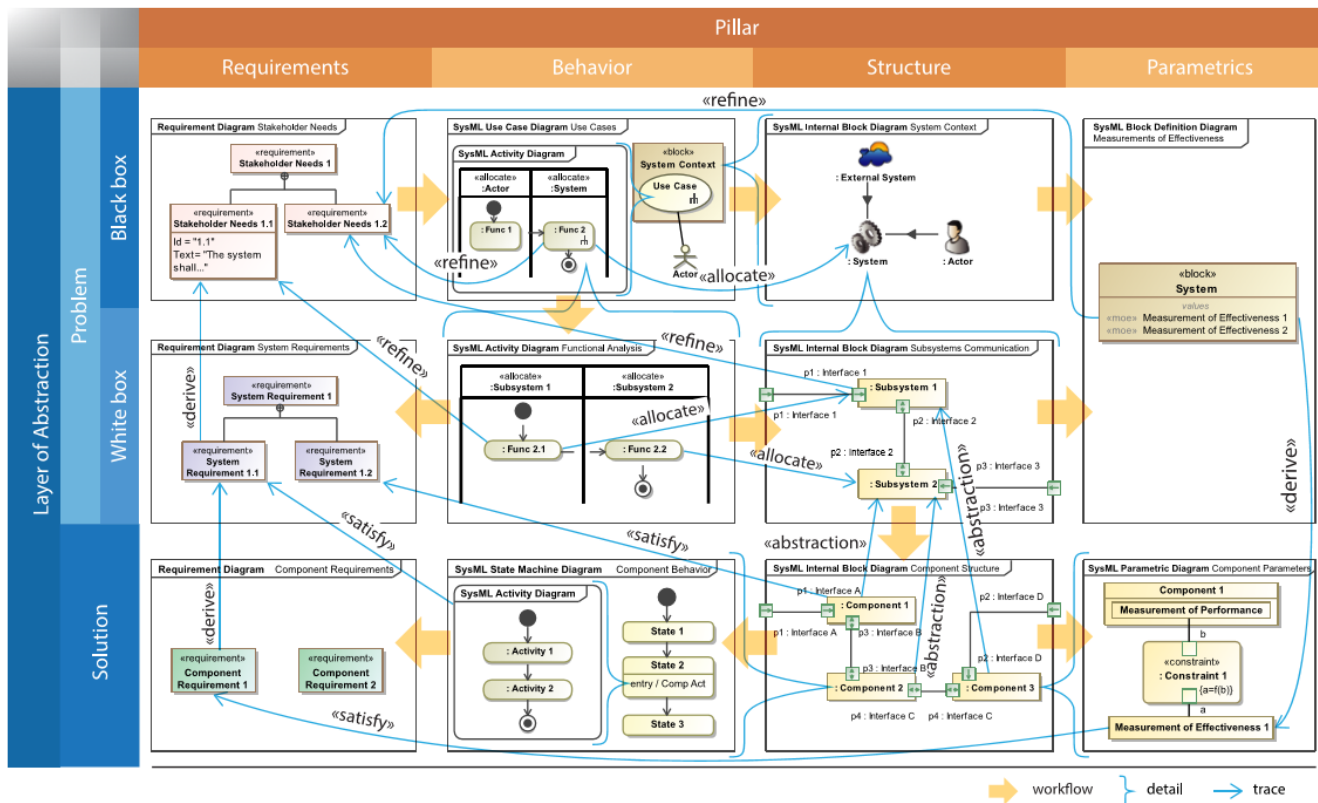 Pillar
Requirements
Behavior
Structure
Parametrics
Layer of Abstraction
Problem
Black box
White box
Solution
«refine»
Requirement Diagram Stakeholder Needs
«requirement»
Stakeholder Needs 1
«requirement»
Stakeholder Needs 1.1
Id = "1.1"
Text= "The system
shall..."
«requirement»
Stakeholder Needs 1.2
SysML Use Case Diagram Use Cases
SysML Activity Diagram
«allocate»
:Actor
«allocate»
:System
: Func 1
: Func 2
«block»
System Context
Use Case
Actor
«refine»
«allocate»
SysML Internal Block Diagram System Context
: External System
: System
: Actor
SysML Block Definition Diagram
Measurements of Effectiveness
«block»
System
values
«moe» Measurement of Effectiveness 1
«moe» Measurement of Effectiveness 2
Requirement Diagram System Requirements
«requirement»
System Requirement 1
«requirement»
System
Requirement 1.1
«requirement»
System
Requirement 1.2
«derive»
«refine»
SysML Activity Diagram Functional Analysis
«allocate»
:Subsystem 1
«allocate»
:Subsystem 2
: Func 2.1
: Func 2.2
«refine»
«allocate»
«allocate»
SysML Internal Block Diagram Subsystems Communication
p1 : Interface 1
: Subsystem 1
p1 : Interface 1
p2 : Interface 2
p2 : Interface 2
p3 : Interface 3
: Subsystem 2
p3 : Interface 3
«abstraction»
«derive»
«satisfy»
«satisfy»
«abstraction»
Requirement Diagram Component Requirements
«derive»
«requirement»
Component
Requirement 1
«requirement»
Component
Requirement 2
«satisfy»
SysML State Machine Diagram Component Behavior
SysML Activity Diagram
: Activity 1
: Activity 2
State 1
State 2
entry / Comp Act
State 3
SysML Internal Block Diagram Component Structure
p1 : Interface A
: Component 1
p1 : Interface A
p3 : Interface B
p3 : Interface B
«abstraction»
p2 : Interface D
p2 : Interface D
: Component 2
: Component 3
p4 : Interface C
p4 : Interface C
SysML Parametric Diagram Component Parameters
Component 1
Measurement of Performance
b
«constraint»
: Constraint 1
{a=f(b)}
a
Measurement of Effectiveness 1
workflow
detail
trace